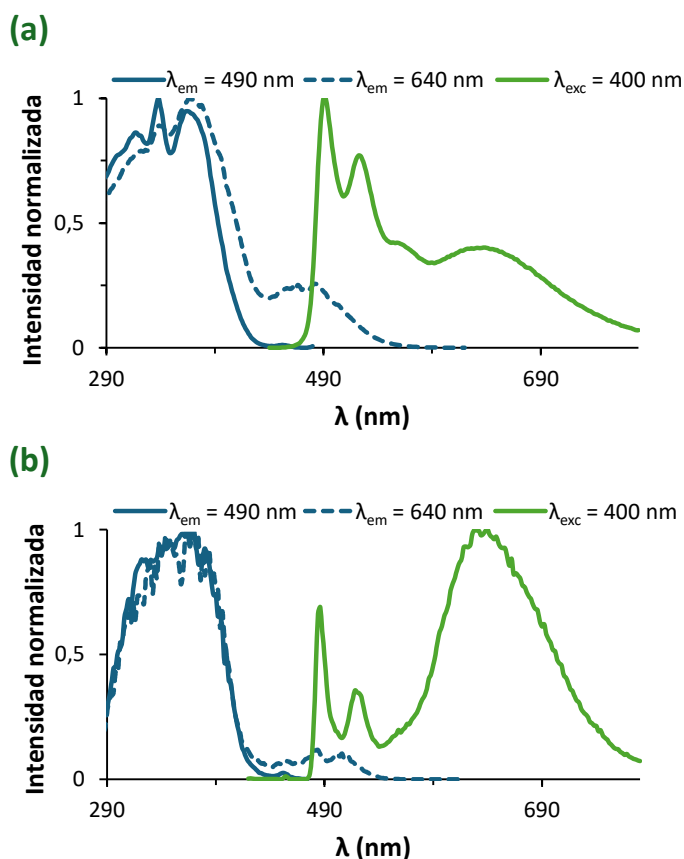 (a)
λem = 490 nm λem = 640 nm λexc = 400 nm
Intensidad normalizada
1
0,5
0
290 490 690
λ (nm)
(b)
λem = 490 nm λem = 640 nm λexc = 400 nm
Intensidad normalizada
1
0,5
0
290 490 690
λ (nm)